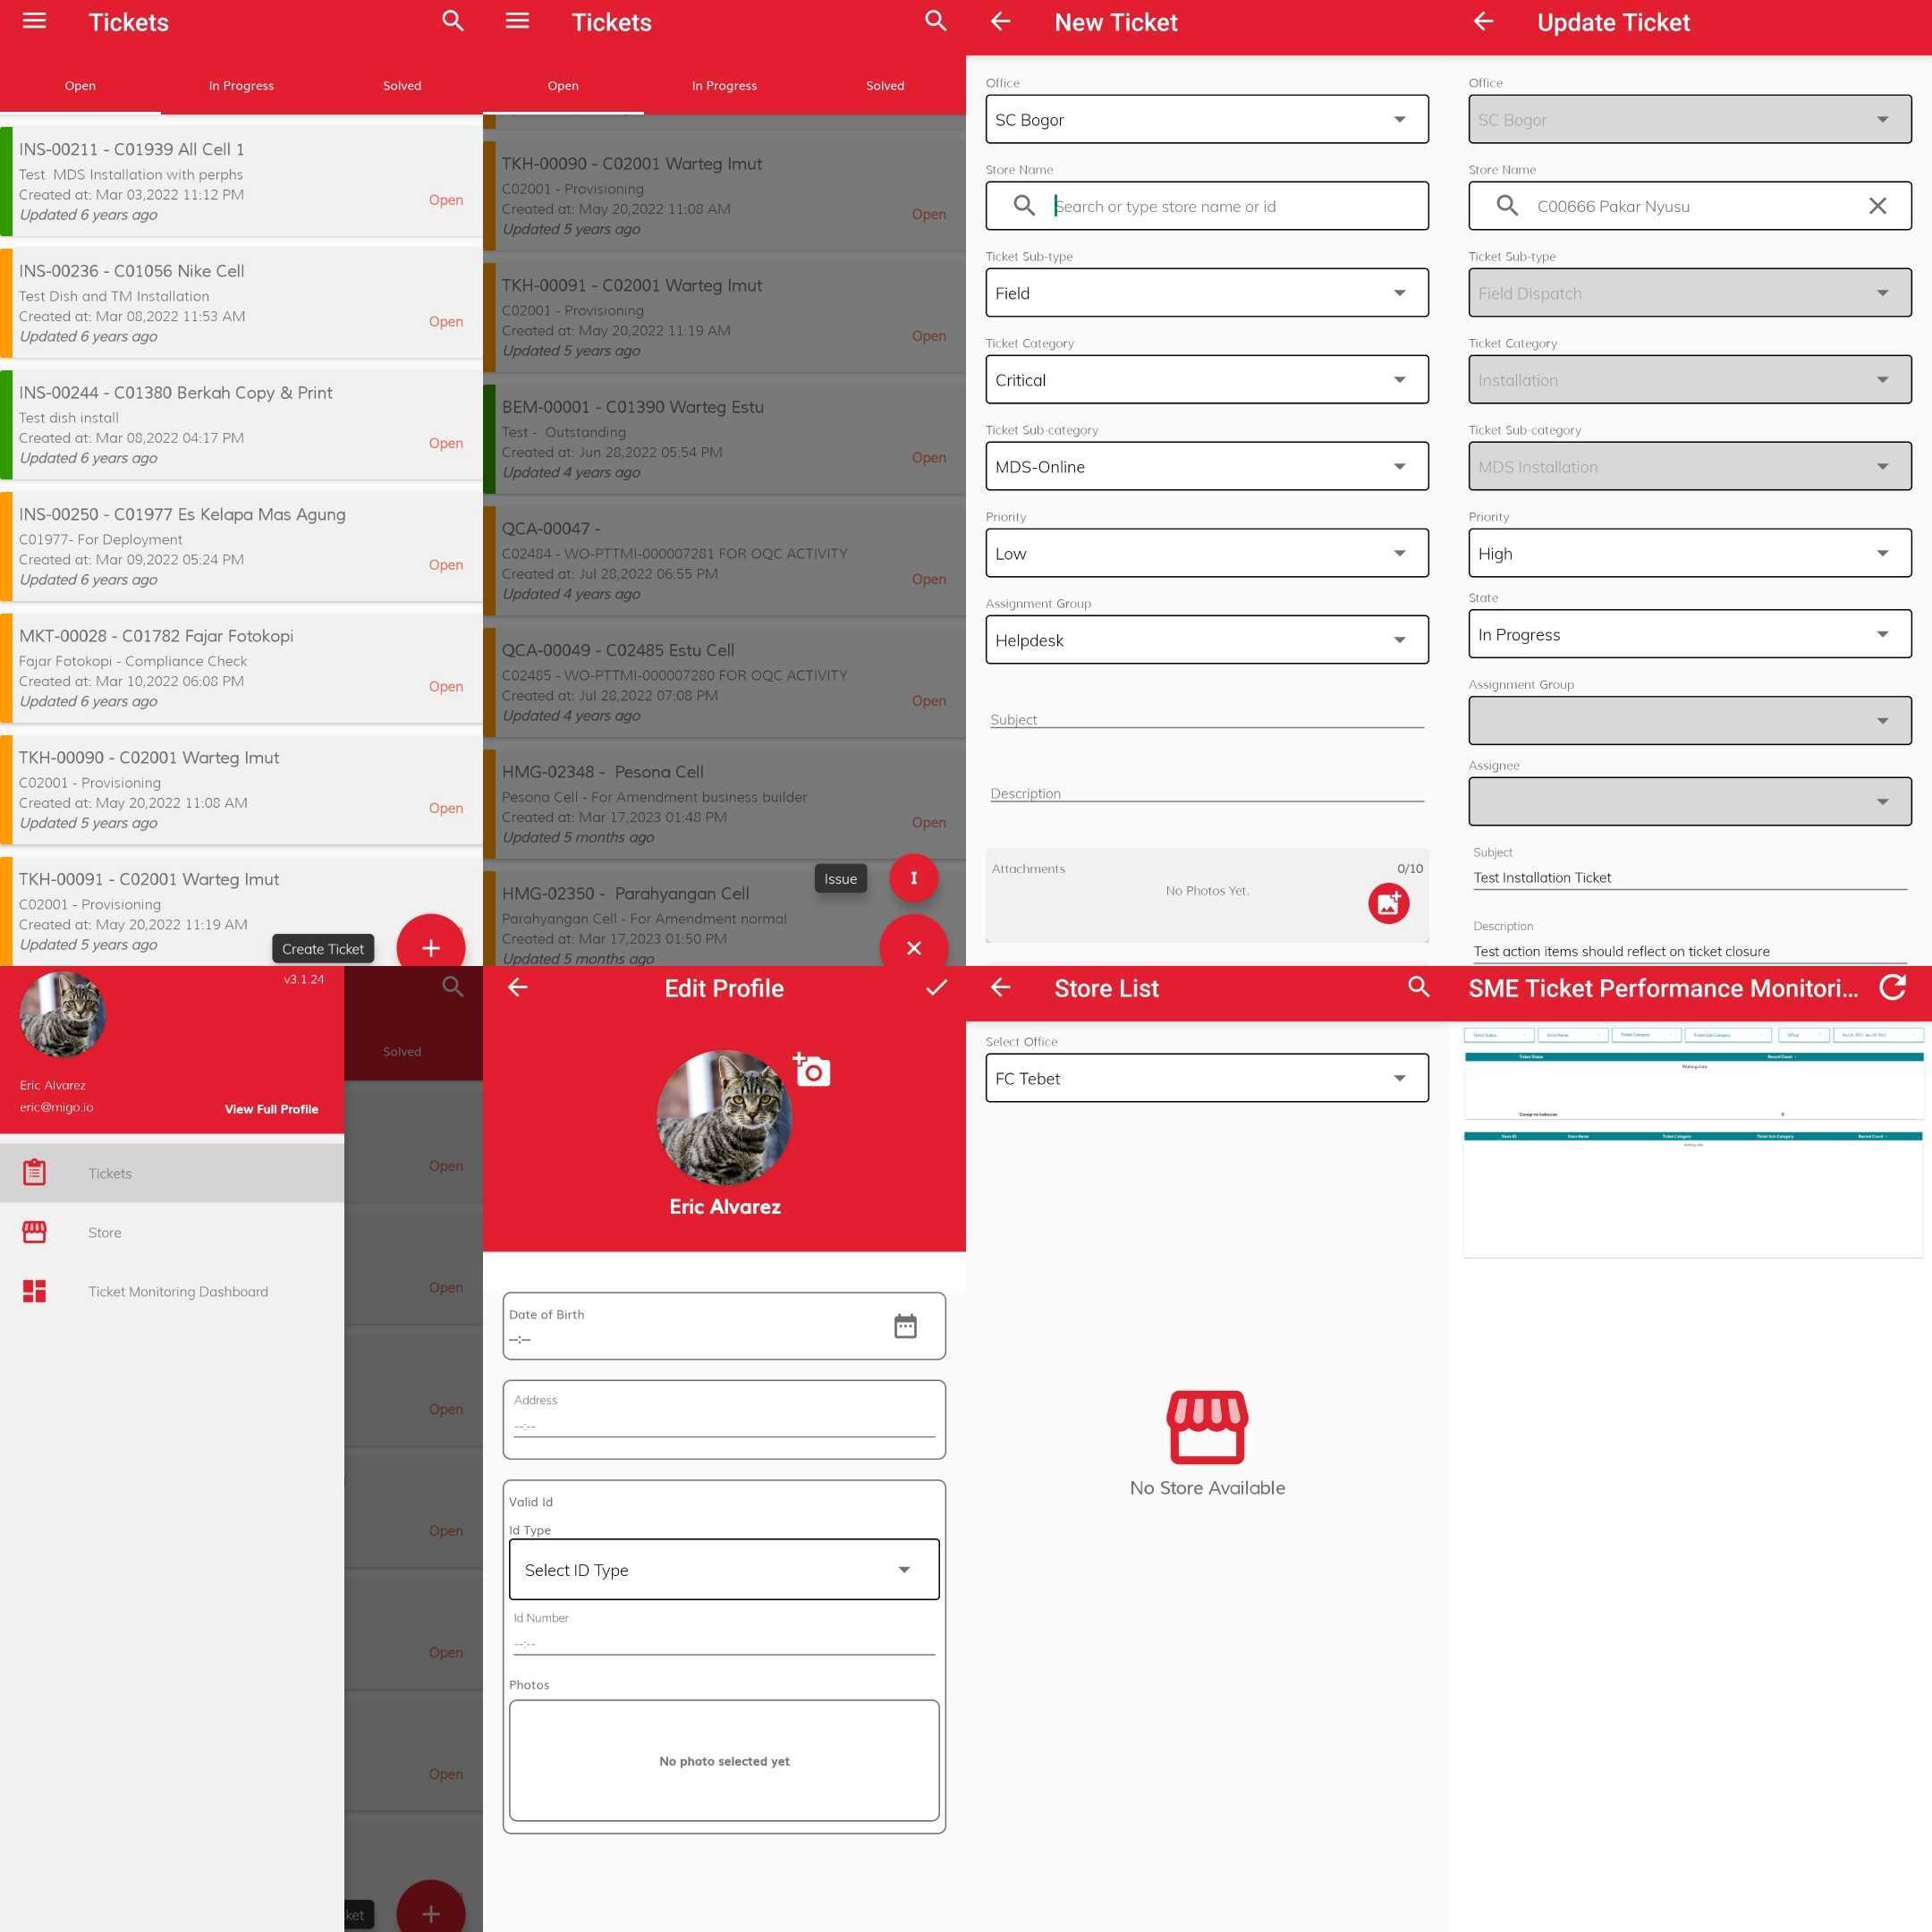 Tickets
Open In Progress Solved
INS-00211 - C01939 All Cell 1
Test MDS Installation with perphs
Created at: Mar 03,2022 11:12 PM
Open
Updated 6 years ago
INS-00236 - C01056 Nike Cell
Test Dish and TM Installation
Created at: Mar 08,2022 11:53 AM
Open
Updated 6 years ago
INS-00244 - C01380 Berkah Copy & Print
Test dish install
Created at: Mar 08,2022 04:17 PM
Open
Updated 6 years ago
INS-00250 - C01977 Es Kelapa Mas Agung
C01977- For Deployment
Created at: Mar 09,2022 05:24 PM
Open
Updated 6 years ago
MKT-00028 - C01782 Fajar Fotokopi
Fajar Fotokopi - Compliance Check
Created at: Mar 10,2022 06:08 PM
Open
Updated 6 years ago
TKH-00090 - C02001 Warteg Imut
C02001 - Provisioning
Created at: May 20,2022 11:08 AM
Open
Updated 5 years ago
TKH-00091 - C02001 Warteg Imut
C02001 - Provisioning
Created at: May 20,2022 11:19 AM
Updated 5 years ago
Create Ticket
Tickets
Open In Progress Solved
TKH-00090 - C02001 Warteg Imut
C02001 - Provisioning
Created at: May 20,2022 11:08 AM
Open
Updated 5 years ago
TKH-00091 - C02001 Warteg Imut
C02001 - Provisioning
Created at: May 20,2022 11:19 AM
Open
Updated 5 years ago
BEM-00001 - C01390 Warteg Estu
Test - Outstanding
Created at: Jun 28,2022 05:54 PM
Open
Updated 4 years ago
QCA-00047 -
C02484 - WO-PTTMI-000007281 FOR OQC ACTIVITY
Created at: Jul 28,2022 06:55 PM
Open
Updated 4 years ago
QCA-00049 - C02485 Estu Cell
C02485 - WO-PTTMI-000007280 FOR OQC ACTIVITY
Created at: Jul 28,2022 07:08 PM
Open
Updated 4 years ago
HMG-02348 - Pesona Cell
Pesona Cell - For Amendment business builder
Created at: Mar 17,2023 01:48 PM
Open
Updated 5 months ago
Issue
I
HMG-02350 - Parahyangan Cell
Parahyangan Cell - For Amendment normal
Created at: Mar 17,2023 01:50 PM
Updated 5 months ago
New Ticket
Office
SC Bogor
Store Name
Search or type store name or id
Ticket Sub-type
Field
Ticket Category
Critical
Ticket Sub-category
MDS-Online
Priority
Low
Assignment Group
Helpdesk
Subject
Description
Attachments 0/10
No Photos Yet.
Update Ticket
Office
SC Bogor
Store Name
C00666 Pakar Nyusu
Ticket Sub-type
Field Dispatch
Ticket Category
Installation
Ticket Sub-category
MDS Installation
Priority
High
State
In Progress
Assignment Group
Assignee
Subject
Test Installation Ticket
Description
Test action items should reflect on ticket closure
v3.1.24
Eric Alvarez
eric@migo.io
View Full Profile
Tickets
Store
Ticket Monitoring Dashboard
Solved
Open
Open
Open
Open
Open
Open
ket
Edit Profile
Eric Alvarez
Date of Birth
--:--
Address
--:--
Valid Id
Id Type
Select ID Type
Id Number
--:--
Photos
No photo selected yet
Store List
Select Office
FC Tebet
No Store Available
SME Ticket Performance Monitori...
Ticket Status Record Count
Store ID Store Name Ticket Category Ticket Sub Category Record Count